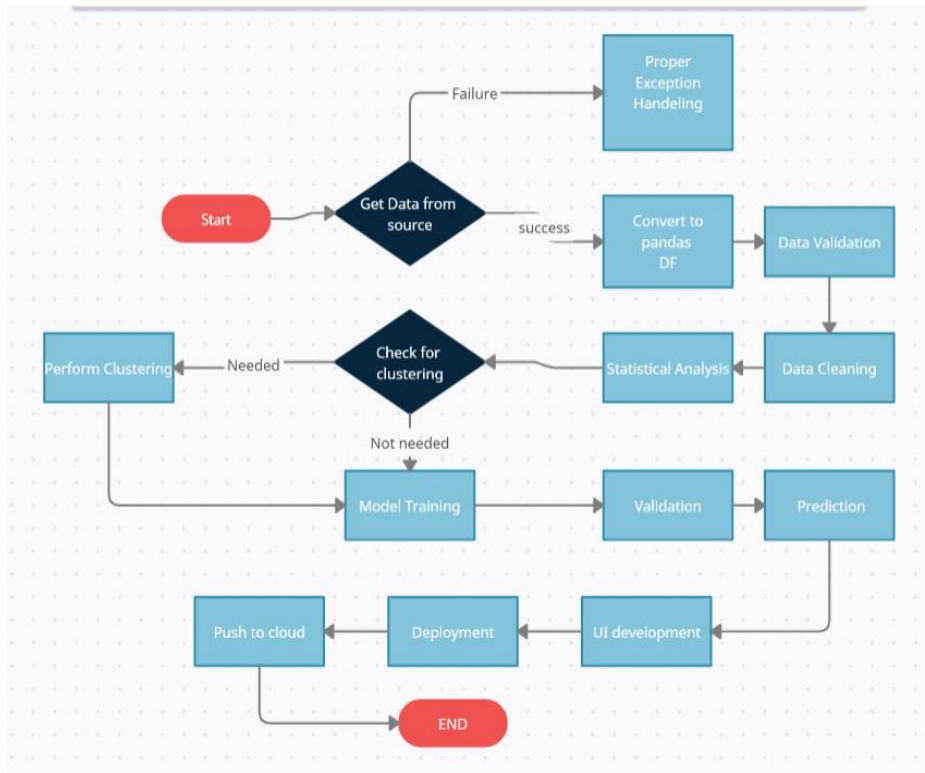 Failure
Proper
Exception
Handeling
Start
Get Data from
source
success
Convert to
pandas
DF
Data Validation
Perform Clustering
Needed
Check for
clustering
Statistical Analysis
Data Cleaning
Not needed
Model Training
Validation
Prediction
Push to cloud
Deployment
UI development
END